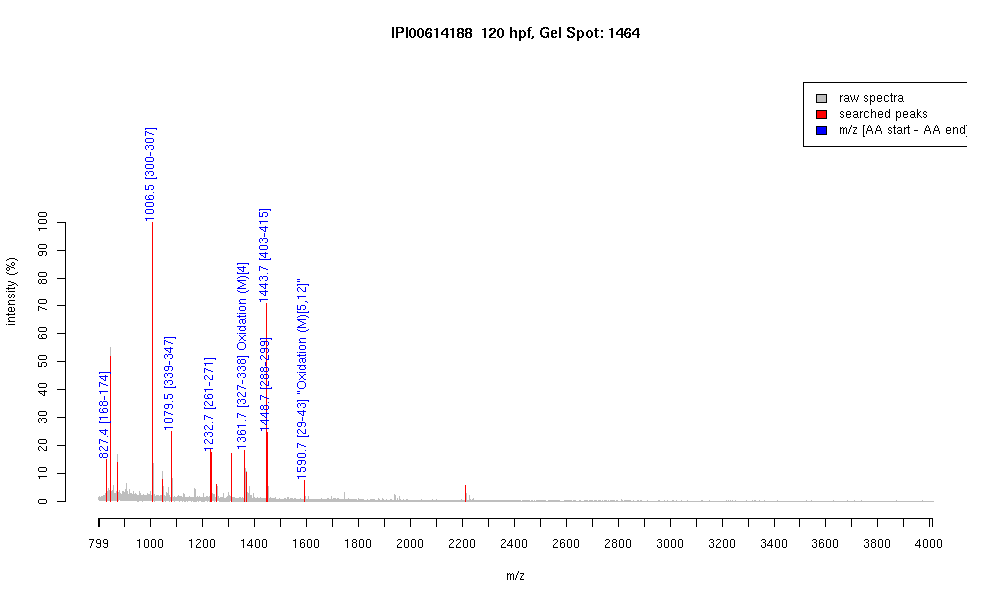 IPI00614188 120 hpf, Gel Spot: 1464
raw spectra
searched peaks
m/z [AA start - AA end]
intensity (%)
100
90
80
70
60
50
40
30
20
10
0
827.4 [168-174]
1006.5 [300-307]
1079.5 [339-347]
1232.7 [261-271]
1361.7 [327-338] Oxidation (M)[4]
1443.7 [403-415]
1448.7 [288-299]
1590.7 [29-43] "Oxidation (M)[5,12]"
799 1000 1200 1400 1600 1800 2000 2200 2400 2600 2800 3000 3200 3400 3600 3800 4000
m/z